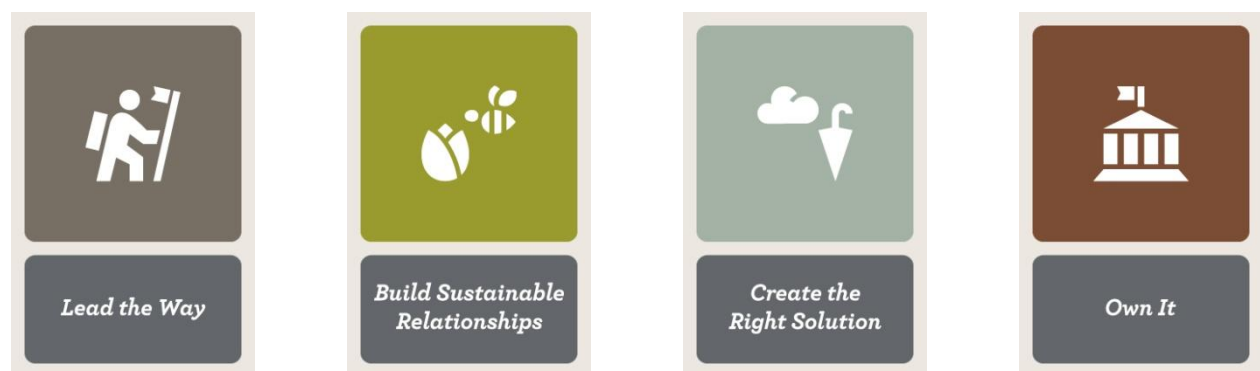 Lead the Way
Build Sustainable
Relationships
Create the
Right Solution
Own It